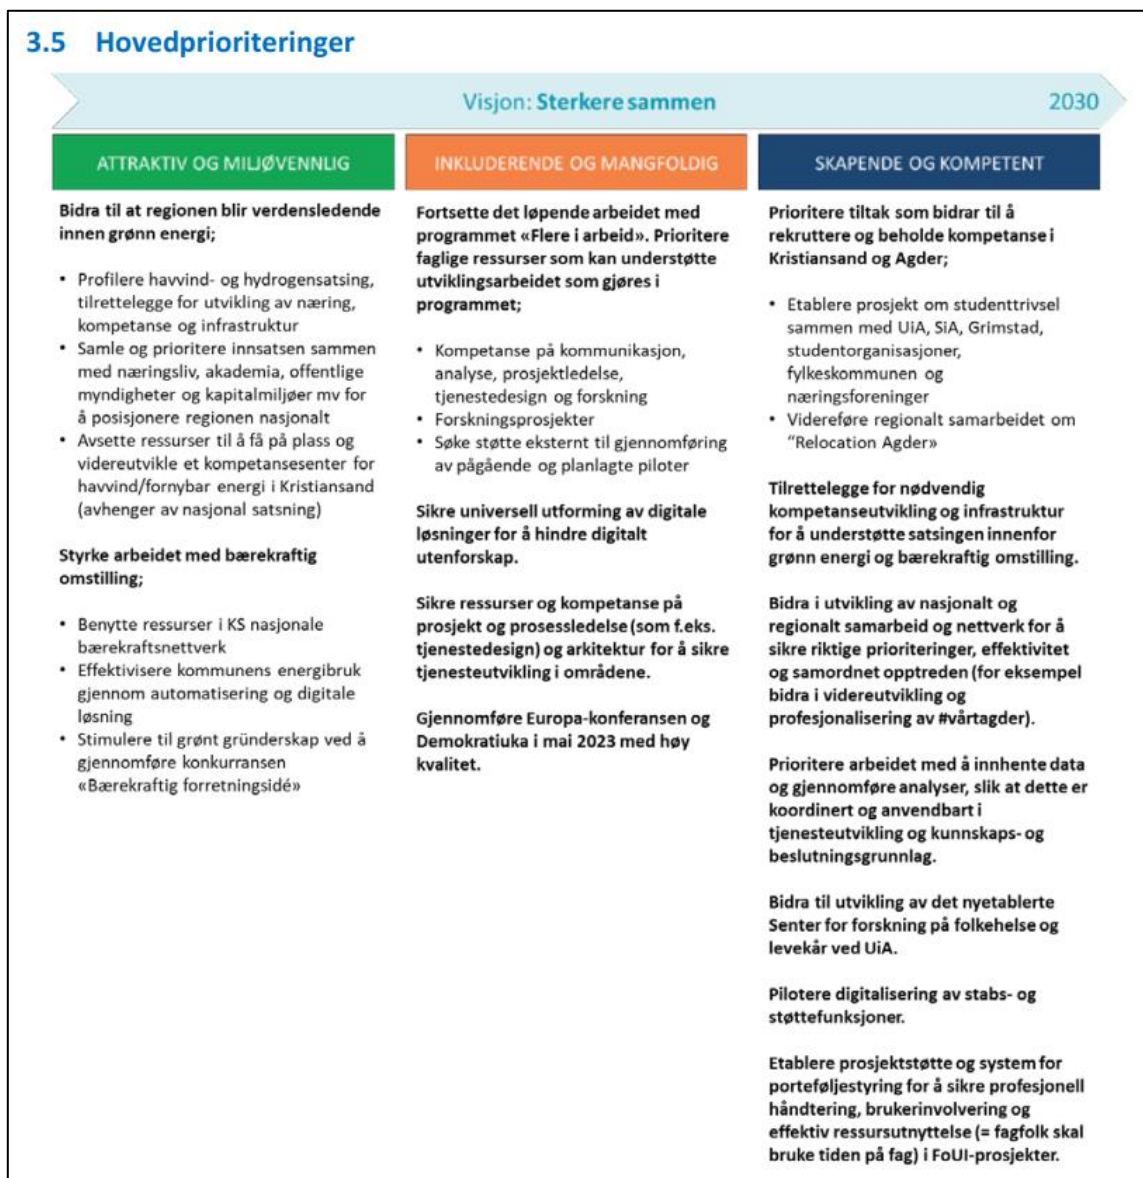 3.5 Hovedprioriteringer
Visjon: Sterkere sammen
2030
ATTRAKTIV OG MILJØVENNLIG
Bidra til at regionen blir verdensledende
innen grønn energi;
• Profilere havvind- og hydrogensatsing,
tilrettelegge for utvikling av næring,
kompetanse og infrastruktur
• Samle og prioritere innsatsen sammen
med næringsliv, akademia, offentlige
myndigheter og kapitalmiljøer mv for
å posisjonere regionen nasjonalt
• Avsette ressurser til å få på plass og
videreutvikle et kompetansesenter for
havvind/fornybar energi i Kristiansand
(avhenger av nasjonal satsning)
Styrke arbeidet med bærekraftig
omstilling;
• Benytte ressurser i KS nasjonale
bærekraftsnettverk
• Effektivisere kommunens energibruk
gjennom automatisering og digitale
løsning
• Stimulere til grønt gründerskap ved å
gjennomføre konkurransen
«Bærekraftig forretningsidé»
INKLUDERENDE OG MANGFOLDIG
Fortsette det løpende arbeidet med
programmet «Flere i arbeid». Prioritere
faglige ressurser som kan understøtte
utviklingsarbeidet som gjøres i
programmet;
• Kompetanse på kommunikasjon,
analyse, prosjektledelse,
tjenestedesign og forskning
• Forskningsprosjekter
• Søke støtte eksternt til gjennomføring
av pågående og planlagte piloter
Sikre universell utforming av digitale
løsninger for å hindre digitalt
utenforskap.
Sikre ressurser og kompetanse på
prosjekt og prosessledelse (som f.eks.
tjenestedesign) og arkitektur for å sikre
tjenesteutvikling i områdene.
Gjennomføre Europa-konferansen og
Demokratiuka i mai 2023 med høy
kvalitet.
SKAPENDE OG KOMPETENT
Prioritere tiltak som bidrar til å
rekruttere og beholde kompetanse i
Kristiansand og Agder;
• Etablere prosjekt om studenttrivsel
sammen med UiA, SiA, Grimstad,
studentorganisasjoner,
fylkeskommunen og
næringsforeninger
• Videreføre regionalt samarbeidet om
“Relocation Agder»
Tilrettelegge for nødvendig
kompetanseutvikling og infrastruktur
for å understøtte satsingen innenfor
grønn energi og bærekraftig omstilling.
Bidra i utvikling av nasjonalt og
regionalt samarbeid og nettverk for å
sikre riktige prioriteringer, effektivitet
og samordnet opptreden (for eksempel
bidra i videreutvikling og
profesjonalisering av #vårtagder).
Prioritere arbeidet med å innhente data
og gjennomføre analyser, slik at dette er
koordinert og anvendbart i
tjenesteutvikling og kunnskaps- og
beslutningsgrunnlag.
Bidra til utvikling av det nyetablerte
Senter for forskning på folkehelse og
levekår ved UiA.
Pilotere digitalisering av stabs- og
støttefunksjoner.
Etablere prosjektstøtte og system for
porteføljestyring for å sikre profesjonell
håndtering, brukerinvolvering og
effektiv ressursutnyttelse (= fagfolk skal
bruke tiden på fag) i FoUI-prosjekter.